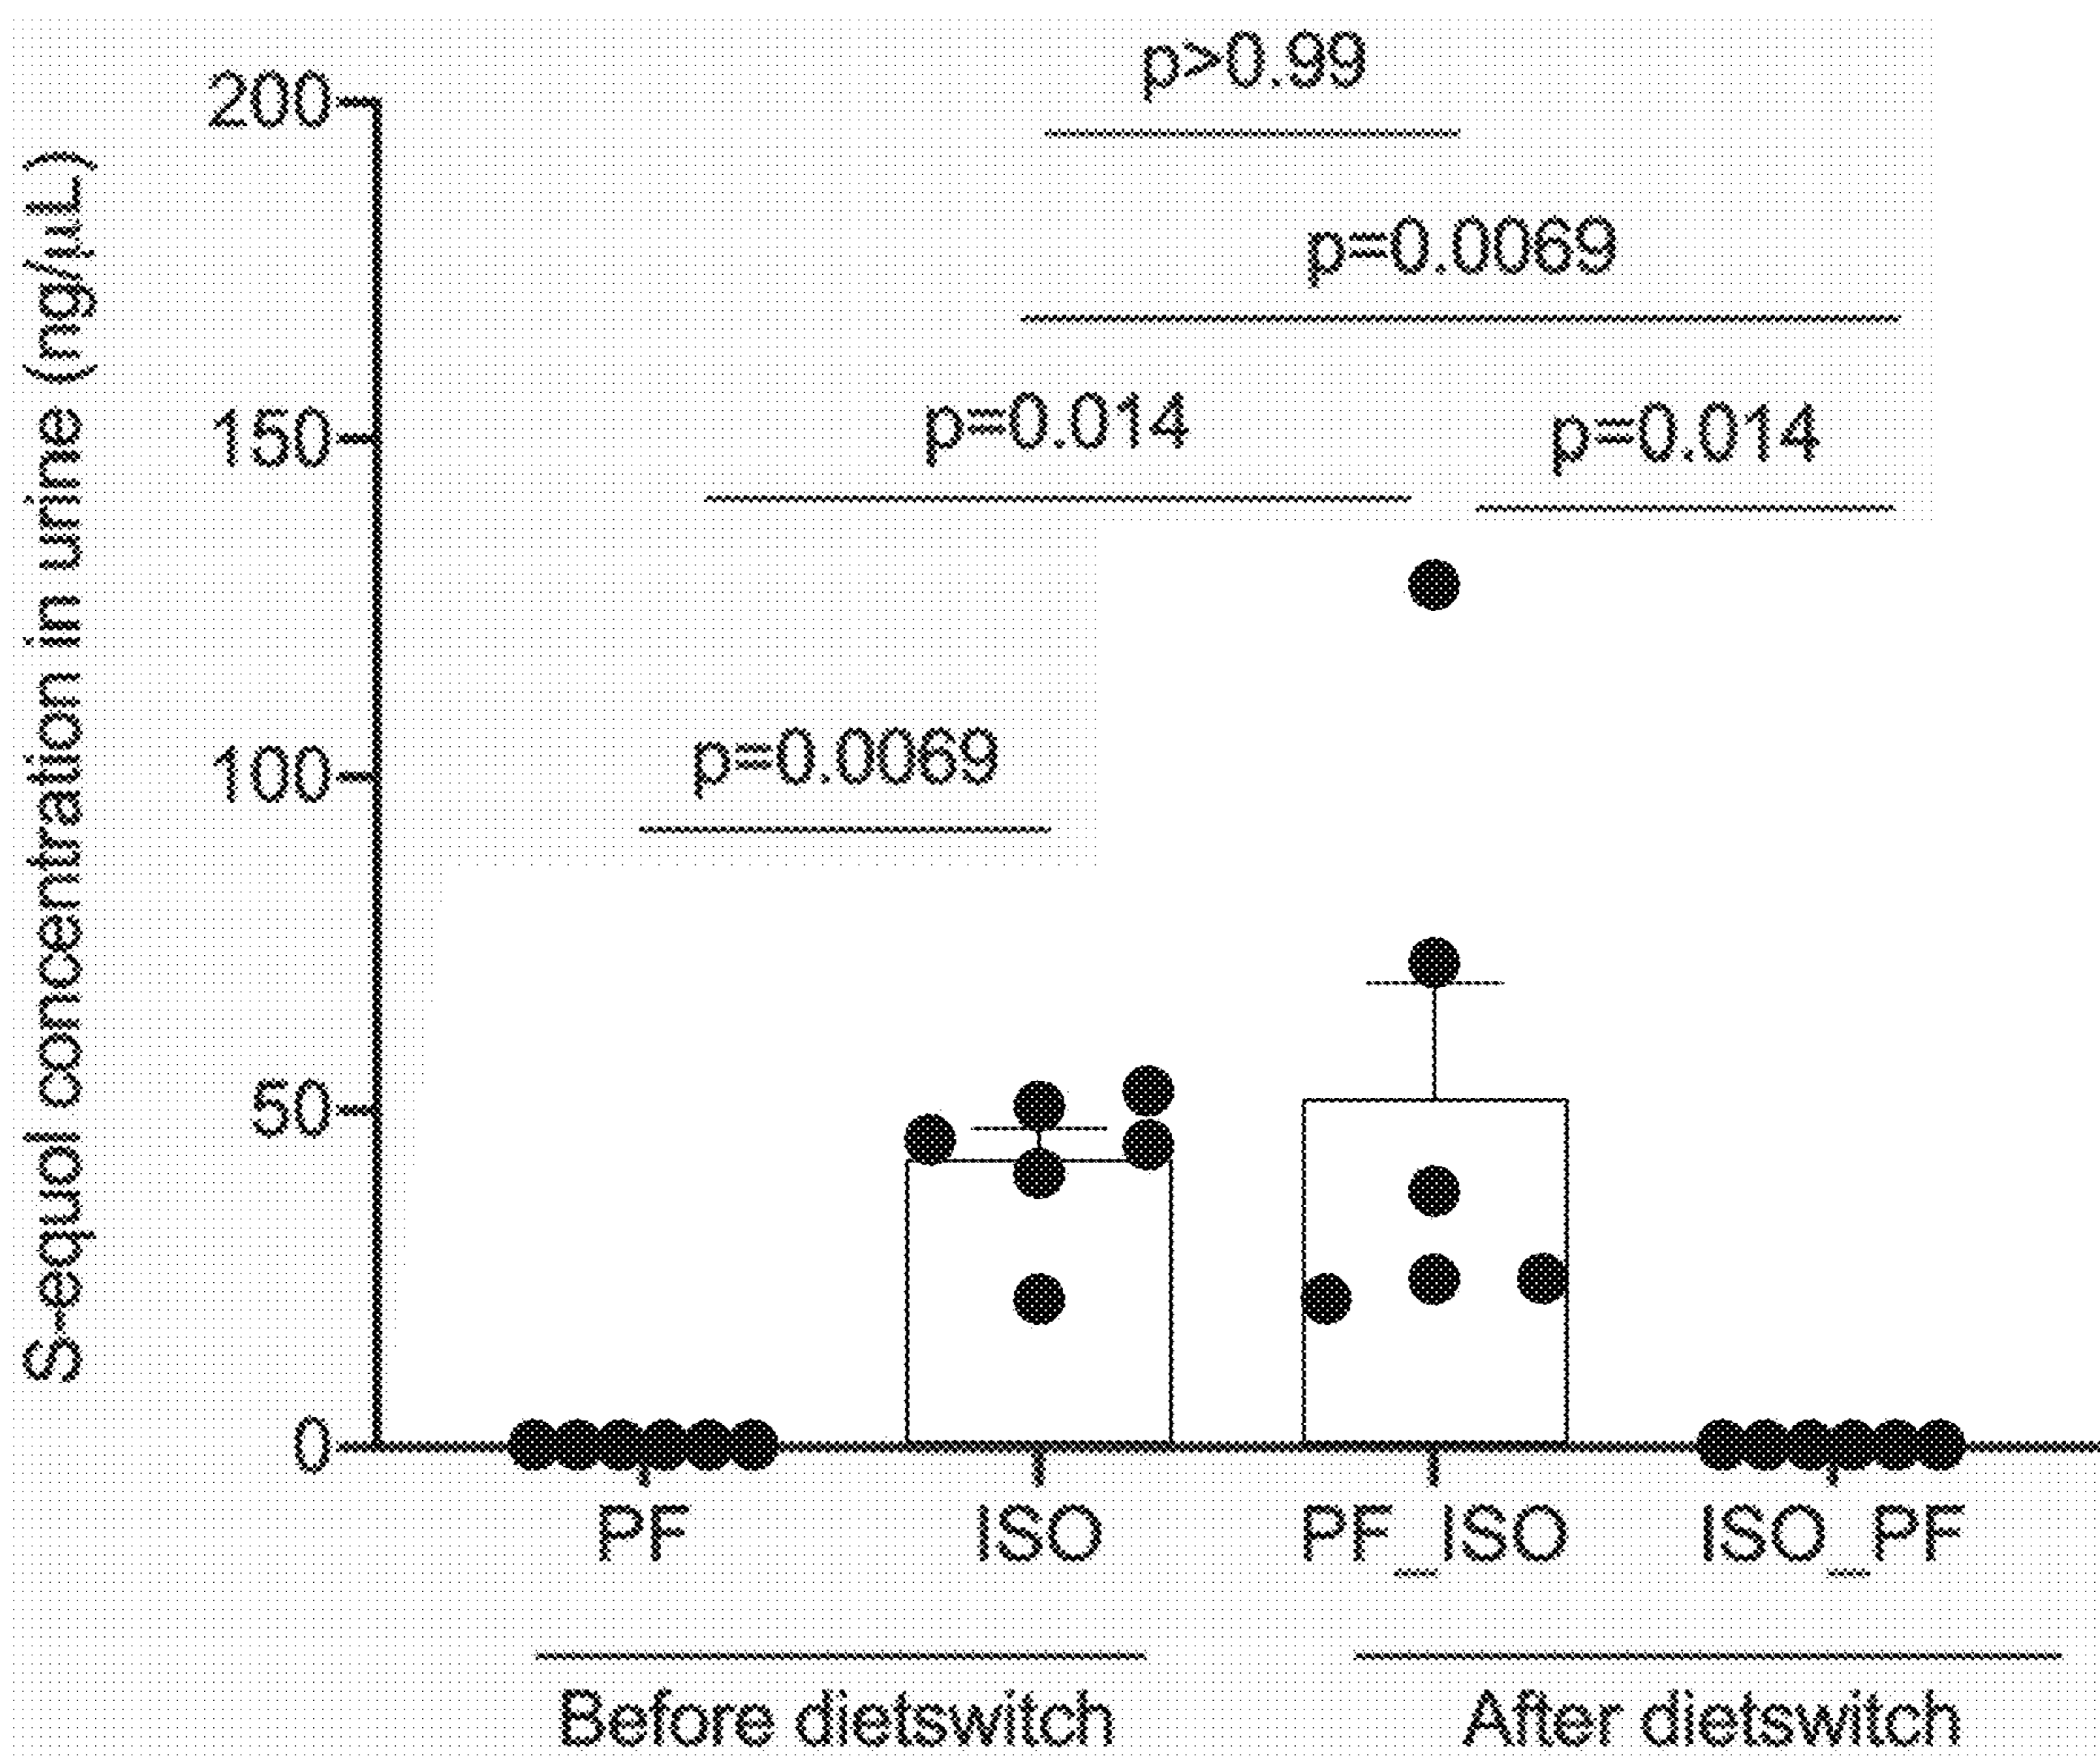 S-equol concentration in urine (ng/µL)
200
150
100
50
0
p>0.99
p=0.0069
p=0.014
p=0.014
p=0.0069
PF
ISO
PF_ISO
ISO_PF
Before dietswitch
After dietswitch